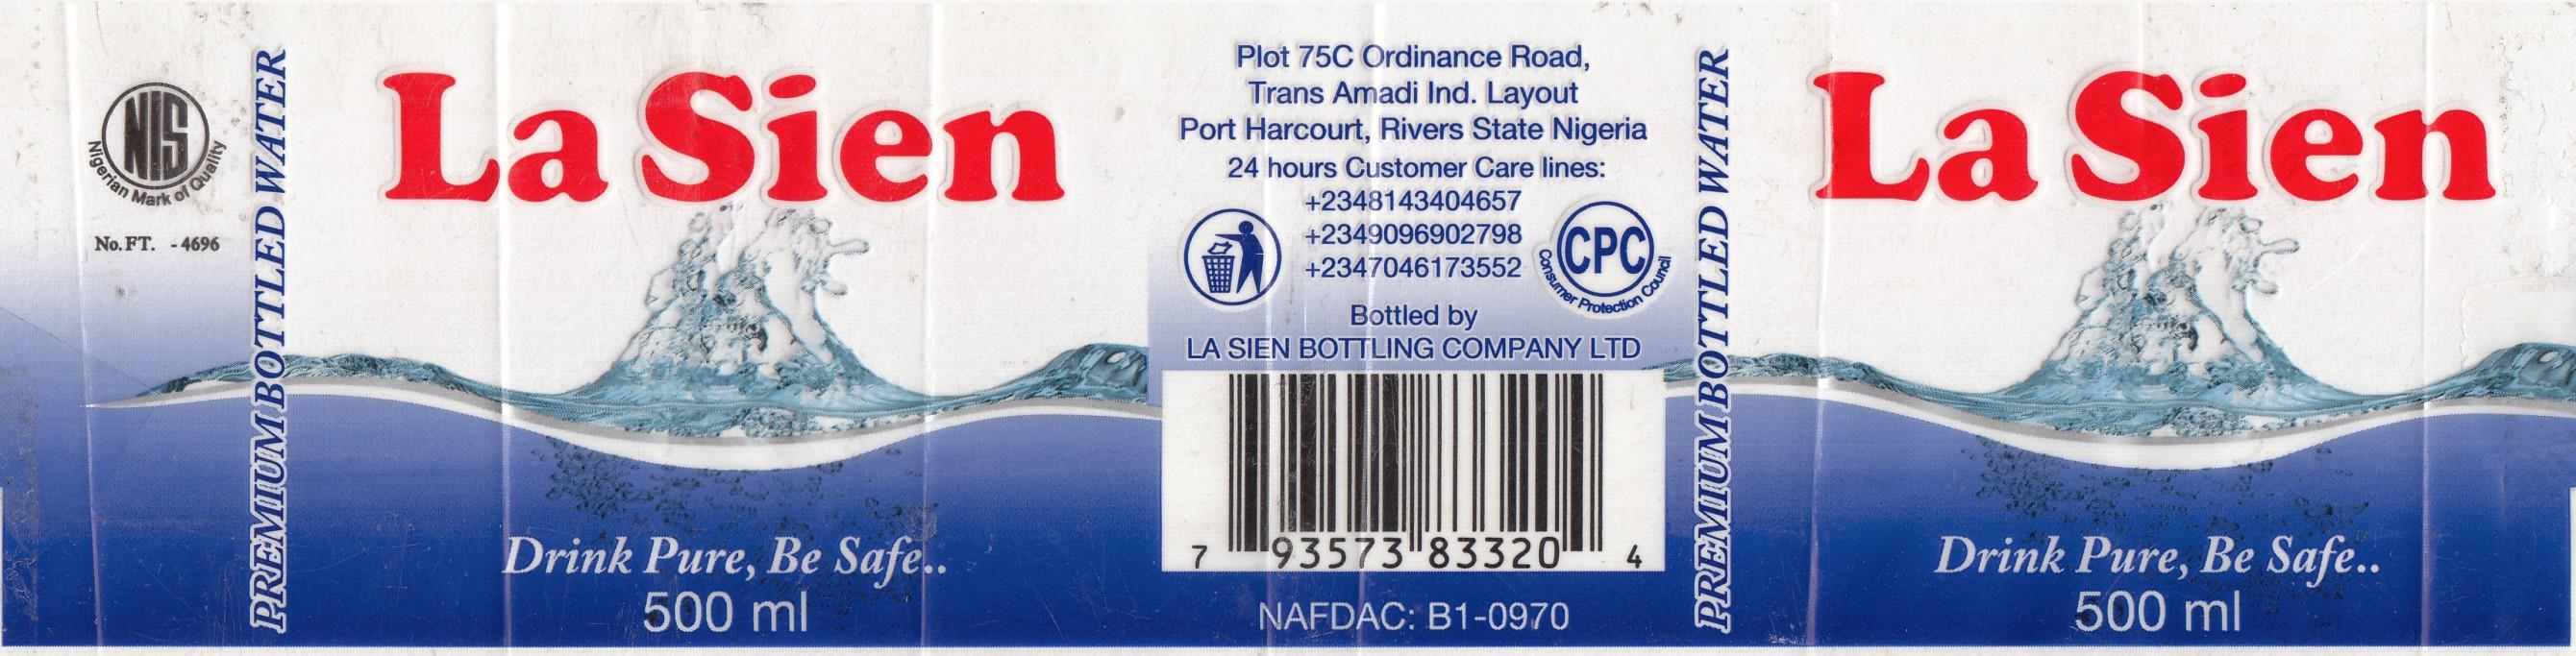 NIS
Nigerian Mark of Quality
No. FT. - 4696
PREMIUM BOTTLED WATER
La Sien
Drink Pure, Be Safe..
500 ml
Plot 75C Ordinance Road,
Trans Amadi Ind. Layout
Port Harcourt, Rivers State Nigeria
24 hours Customer Care lines:
+2348143404657
+2349096902798
+2347046173552
CPC
Consumer Protection Council
Bottled by
LA SIEN BOTTLING COMPANY LTD
7 93573 83320 4
NAFDAC: B1-0970
PREMIUM BOTTLED WATER
La Sien
Drink Pure, Be Safe..
500 ml